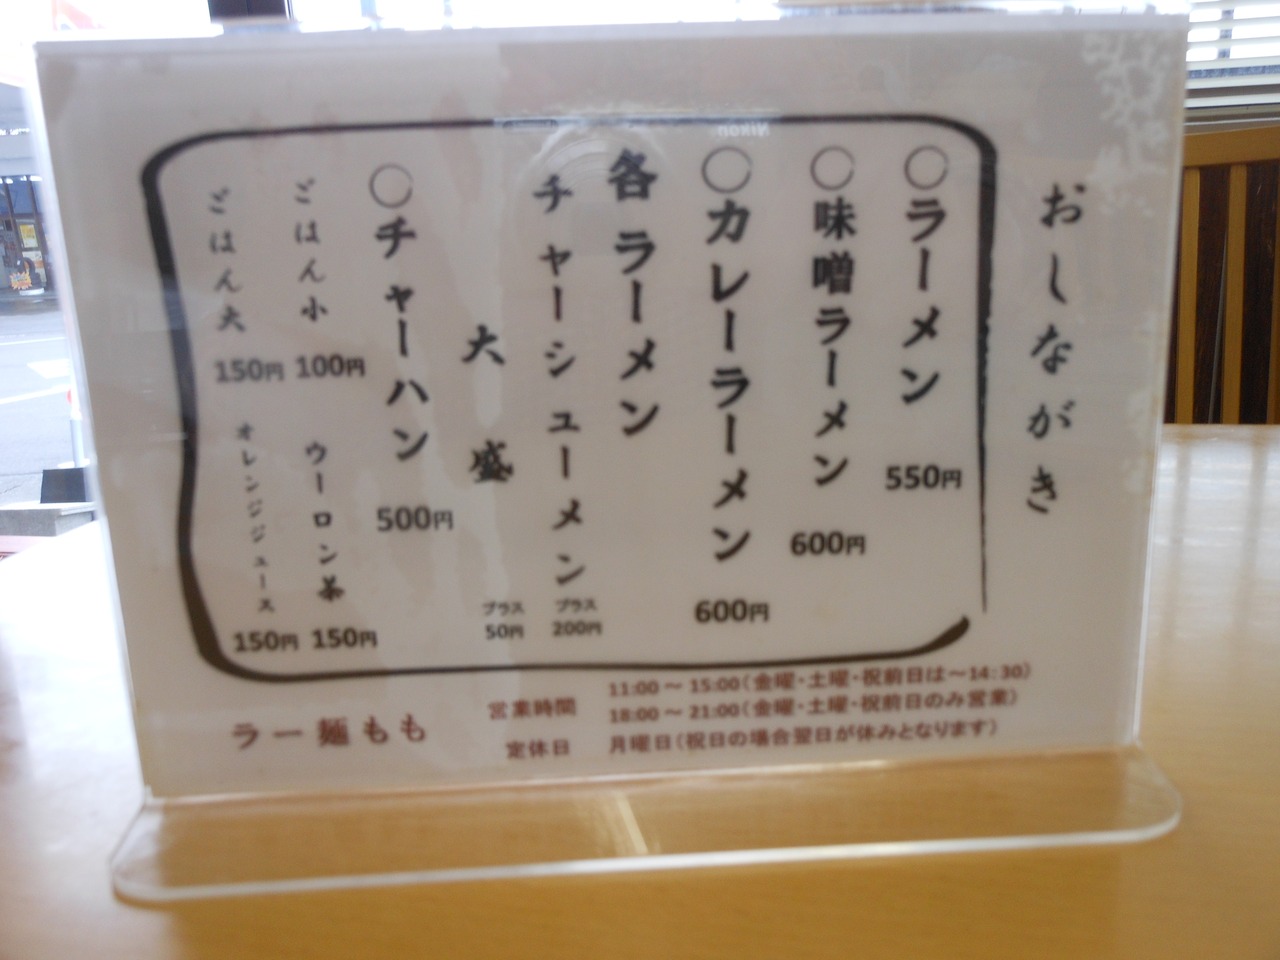 おしながき
○ラーメン 550円
○味噌ラーメン 600円
○カレーラーメン 600円
各ラーメン
チャーシューメン プラス 200円
大盛 プラス 50円
○チャーハン 500円
ごはん小 100円
ウーロン茶 150円
ごはん大 150円
オレンジジュース 150円
営業時間 11:00～15:00(金曜・土曜・祝前日は～14:30)
18:00～21:00(金曜・土曜・祝前日のみ営業)
定休日 月曜日(祝日の場合翌日が休みとなります)
ラー麺もも
Nikon